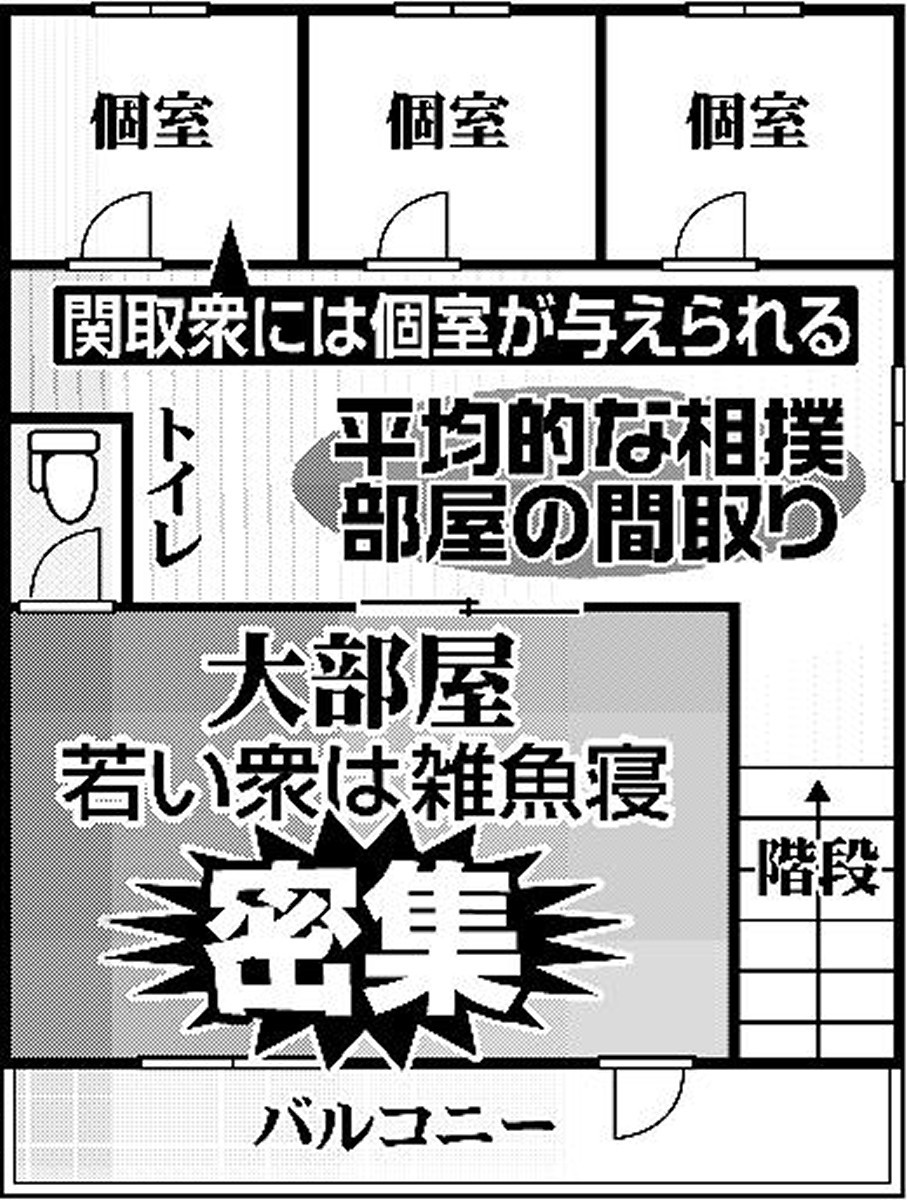 個室
個室
個室
関取衆には個室が与えられる
トイレ
平均的な相撲
部屋の間取り
大部屋
若い衆は雑魚寝
密集
階段
バルコニー